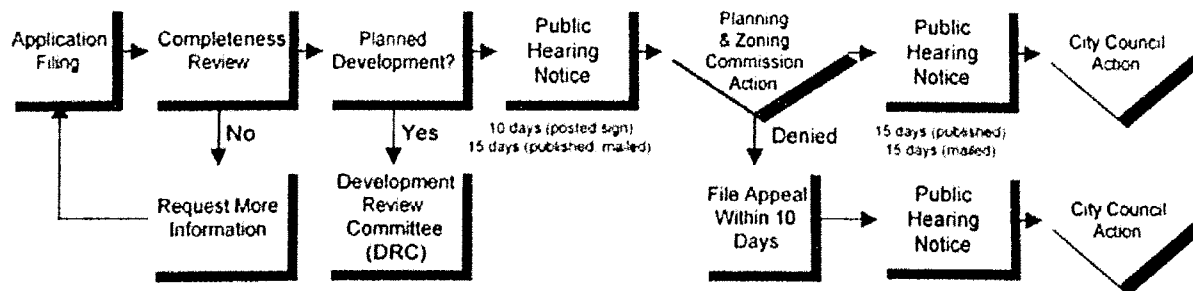 Application
Filing
Completeness
Review
Planned
Development?
Public
Hearing
Notice
Planning
& Zoning
Commission
Action
Public
Hearing
Notice
City Council
Action
No
Yes
10 days (posted sign)
15 days (published, mailed)
Denied
15 days (published)
15 days (mailed)
Request More
Information
Development
Review
Committee
(DRC)
File Appeal
Within 10
Days
Public
Hearing
Notice
City Council
Action